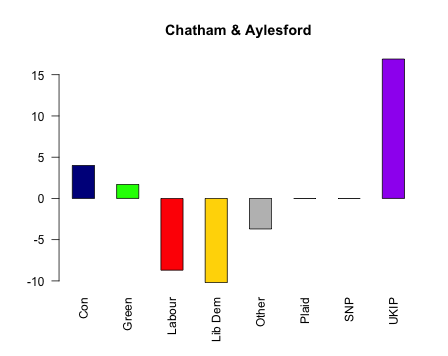 Chatham & Aylesford
15
10
5
0
-5
-10
Con
Green
Labour
Lib Dem
Other
Plaid
SNP
UKIP